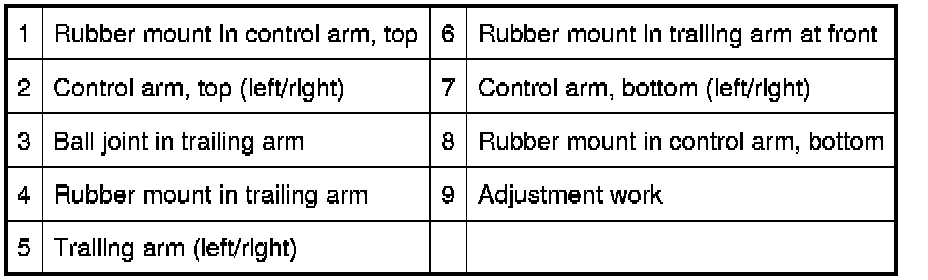 1 Rubber mount in control arm, top 6 Rubber mount in trailing arm at front
2 Control arm, top (left/right) 7 Control arm, bottom (left/right)
3 Ball joint in trailing arm 8 Rubber mount in control arm, bottom
4 Rubber mount in trailing arm 9 Adjustment work
5 Trailing arm (left/right)